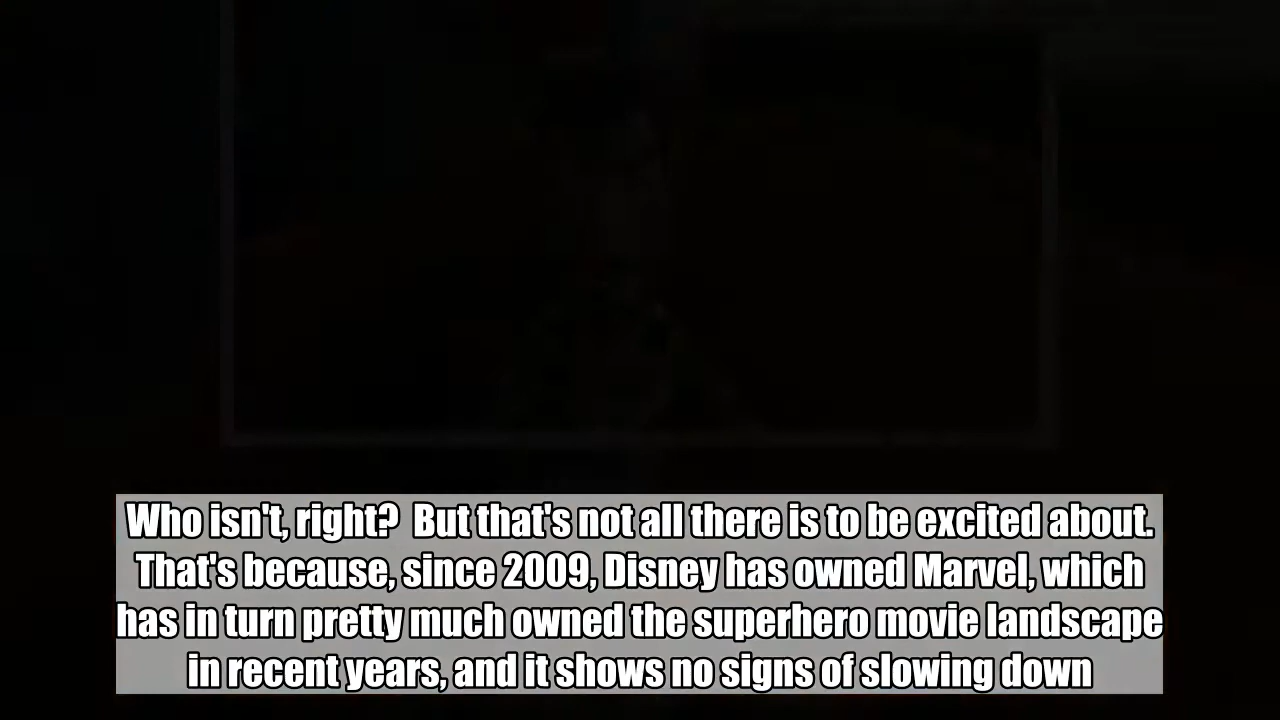 Who isn't, right?  But that's not all there is to be excited about.
That's because, since 2009, Disney has owned Marvel, which
has in turn pretty much owned the superhero movie landscape
in recent years, and it shows no signs of slowing down